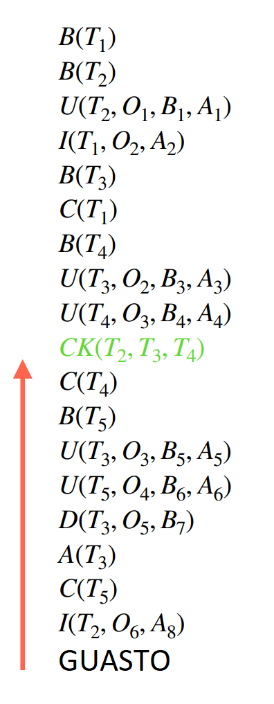 B(T₁)
B(T₂)
U(T₂, O₁, B₁, A₁)
I(T₁, O₂, A₂)
B(T₃)
C(T₁)
B(T₄)
U(T₃, O₂, B₃, A₃)
U(T₄, O₃, B₄, A₄)
CK(T₂, T₃, T₄)
C(T₄)
B(T₅)
U(T₃, O₃, B₅, A₅)
U(T₅, O₄, B₆, A₆)
D(T₃, O₅, B₇)
A(T₃)
C(T₅)
I(T₂, O₆, A₈)
GUASTO